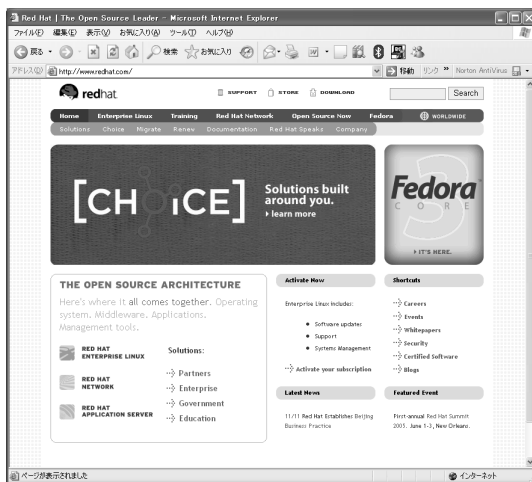 Red Hat | The Open Source Leader - Microsoft Internet Explorer
ファイル(F) 編集(E) 表示(V) お気に入り(A) ツール(T) ヘルプ(H)
戻る 検索 お気に入り
アドレス(D) http://www.redhat.com/ 移動 リンク » Norton AntiVirus
redhat. SUPPORT STORE DOWNLOAD Search
Home Enterprise Linux Training Red Hat Network Open Source Now Fedora WORLDWIDE
Solutions Choice Migrate Renew Documentation Red Hat Speaks Company
[CHOiCE]
Solutions built
around you.
learn more
Fedora
CORE
3
IT'S HERE.
THE OPEN SOURCE ARCHITECTURE
Here's where it all comes together. Operating
system. Middleware. Applications.
Management tools.
RED HAT
ENTERPRISE LINUX
RED HAT
NETWORK
RED HAT
APPLICATION SERVER
Solutions:
Partners
Enterprise
Government
Education
Activate Now
Enterprise Linux includes:
Software updates
Support
Systems Management
Activate your subscription
Shortcuts
Careers
Events
Whitepapers
Security
Certified Software
Blogs
Latest News
11/11 Red Hat Establishes Beijing
Business Practice
Featured Event
First-annual Red Hat Summit
2005. June 1-3, New Orleans.
ページが表示されました インターネット